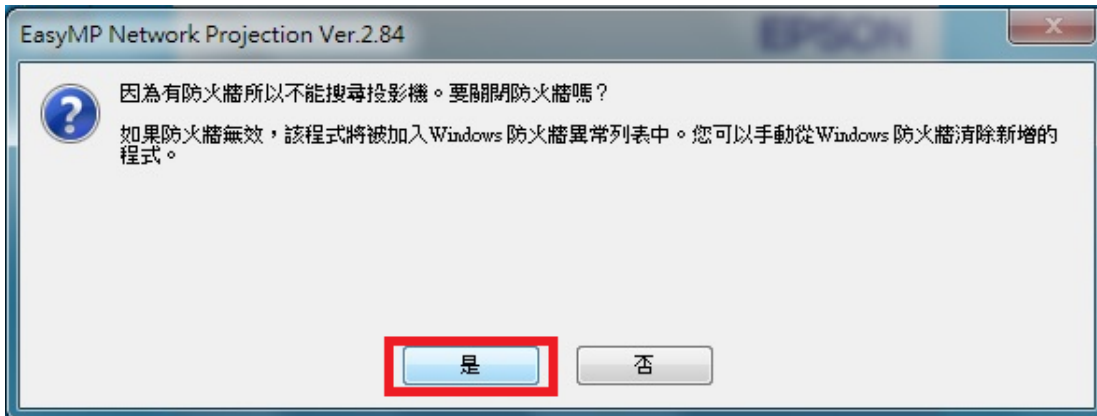 EasyMP Network Projection Ver.2.84
EPSON
因為有防火牆所以不能搜尋投影機。要關閉防火牆嗎？
如果防火牆無效，該程式將被加入Windows 防火牆異常列表中。您可以手動從Windows 防火牆清除新增的
程式。
是
否